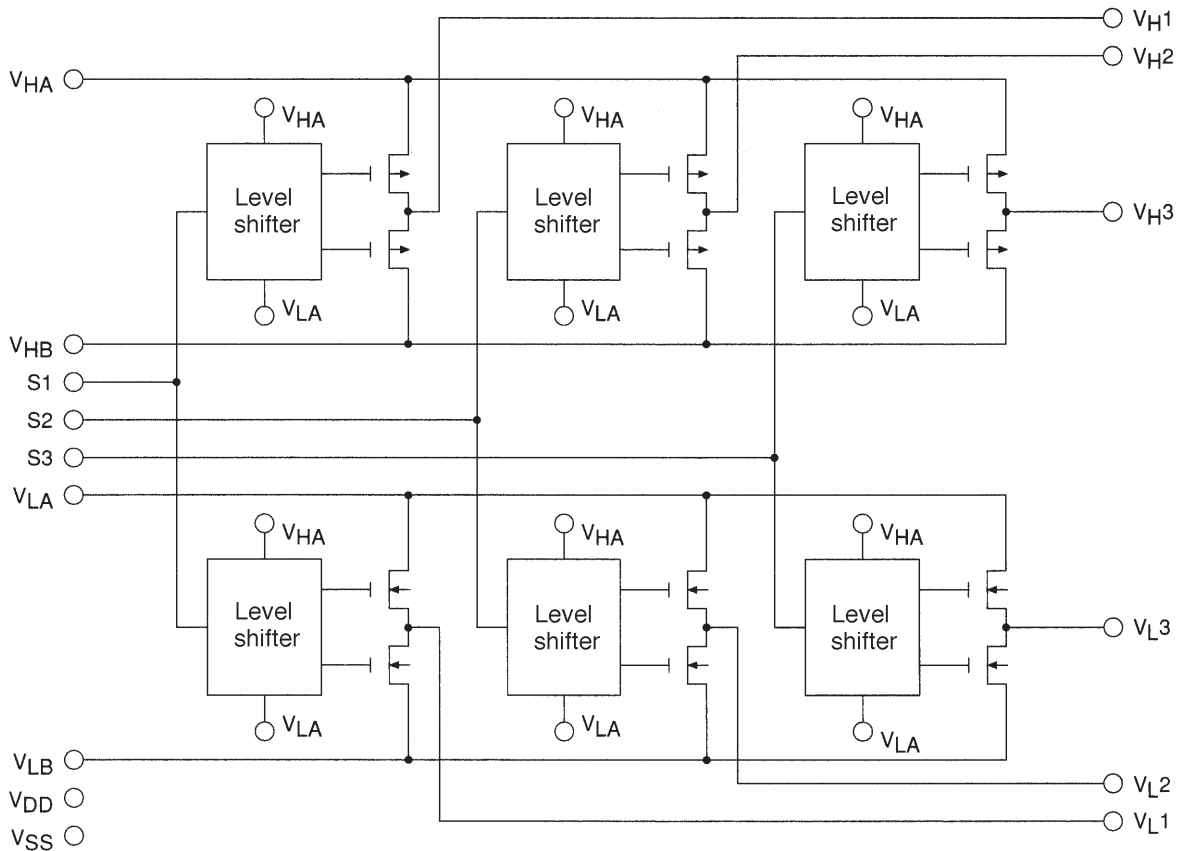 VH1
VH2
VHA
VHA
VHA
VHA
Level
shifter
Level
shifter
Level
shifter
VH3
VLA
VLA
VLA
VHB
S1
S2
S3
VLA
VHA
VHA
VHA
Level
shifter
Level
shifter
Level
shifter
VL3
VLA
VLA
VLA
VLB
VDD
VL2
VL1
VSS